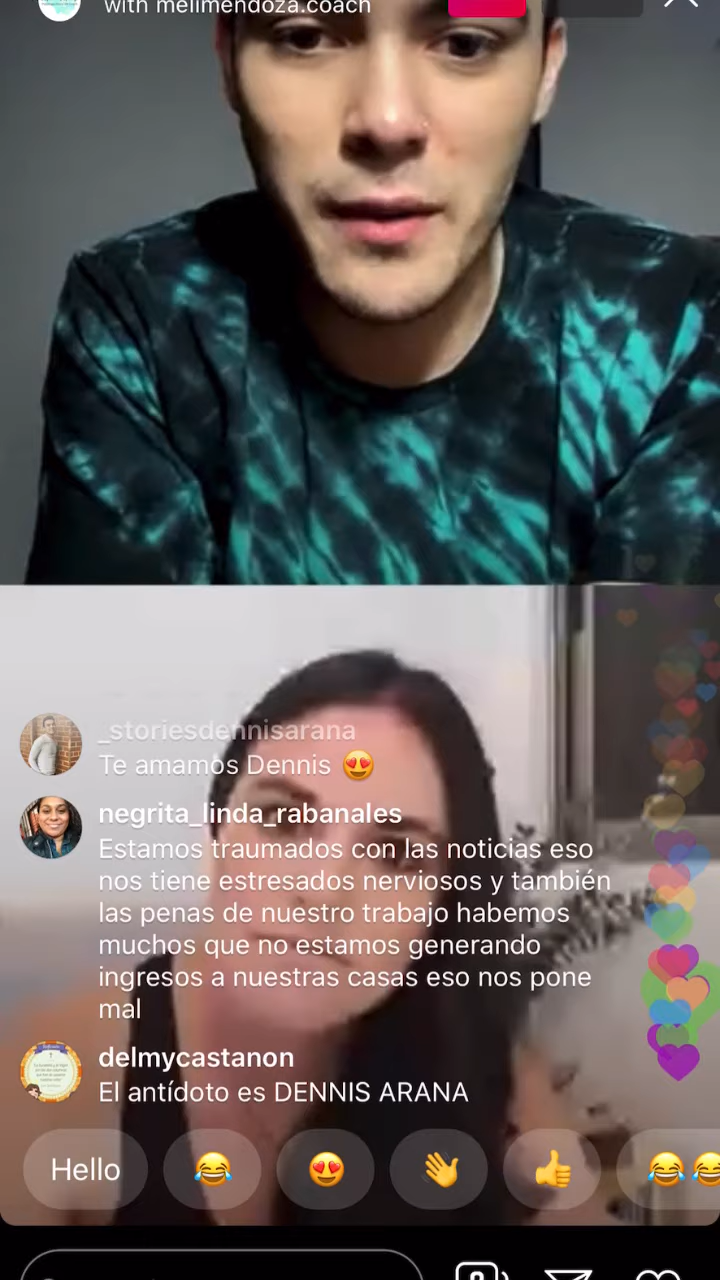 with melimendoza.coach
_storiesdennisarana
Te amamos Dennis 😍
negrita_linda_rabanales
Estamos traumados con las noticias eso
nos tiene estresados nerviosos y también
las penas de nuestro trabajo habemos
muchos que no estamos generando
ingresos a nuestras casas eso nos pone
mal
delmycastanon
El antídoto es DENNIS ARANA
Hello 😂 😍 👋 👍 😂😂